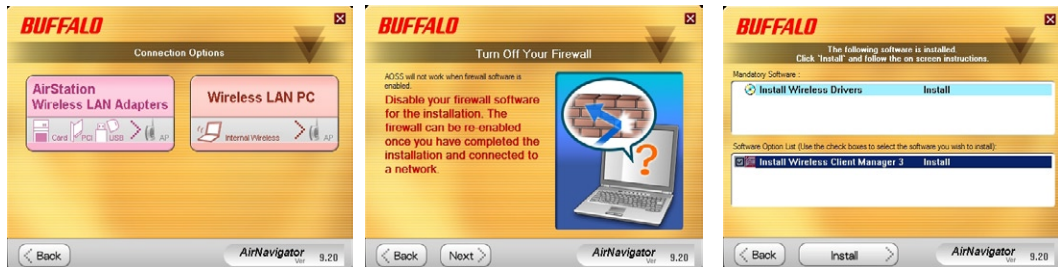 BUFFALO
Connection Options
AirStation
Wireless LAN Adapters
Card PCI USB AP
Wireless LAN PC
Internal Wireless AP
Back
AirNavigator
Ver 9.20
BUFFALO
Turn Off Your Firewall
AOSS will not work when firewall software is
enabled.
Disable your firewall software
for the installation. The
firewall can be re-enabled
once you have completed the
installation and connected to
a network.
Back Next
AirNavigator
Ver 9.20
BUFFALO
The following software is installed.
Click 'Install' and follow the on screen instructions.
Mandatory Software :
Install Wireless Drivers Install
Software Option List (Use the check boxes to select the software you wish to install):
Install Wireless Client Manager 3 Install
Back Install
AirNavigator
Ver 9.20